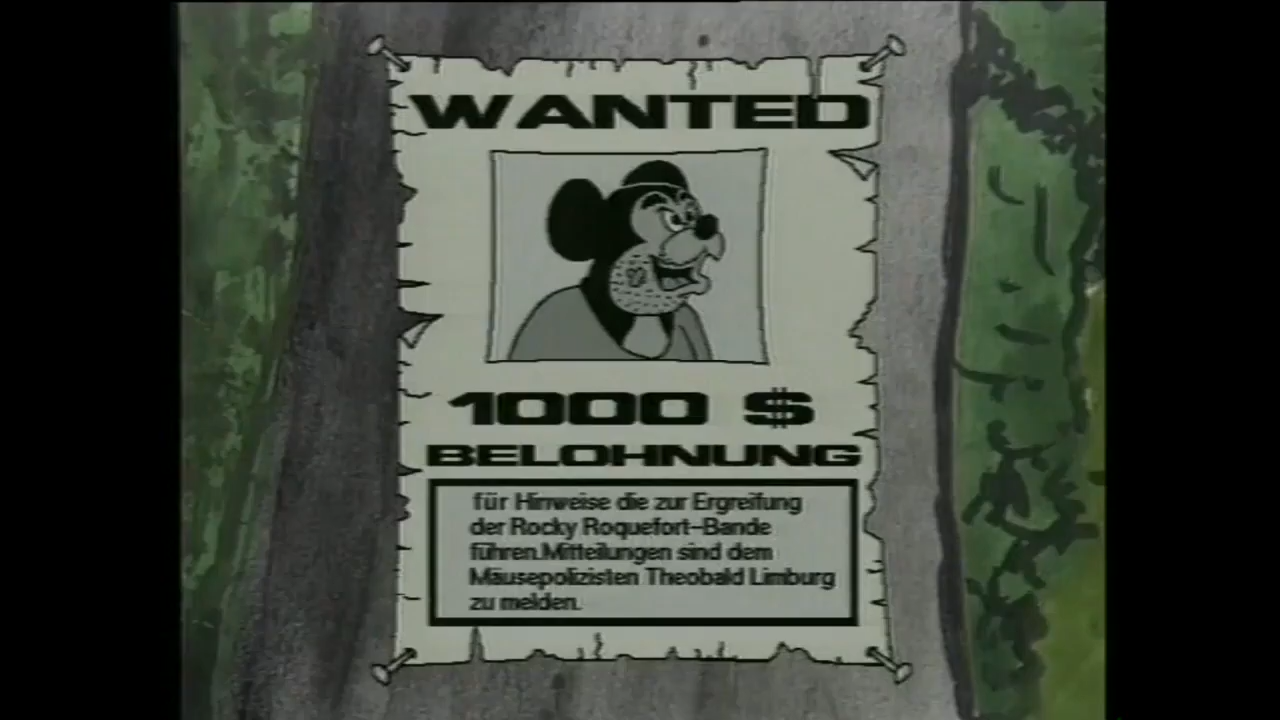 WANTED
1000 $
BELOHNUNG
für Hinweise die zur Ergreifung
der Rocky Roquefort-Bande
führen.Mitteilungen sind dem
Mäusepolizisten Theobald Limburg
zu melden.